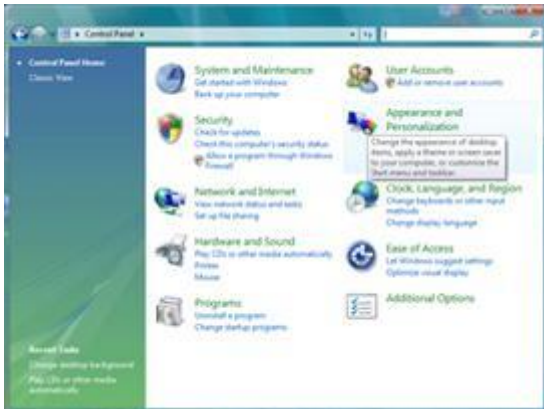 Control Panel
Control Panel Home
Classic View
System and Maintenance
Get started with Windows
Back up your computer
Security
Check for updates
Check this computer's security status
Allow a program through Windows
Firewall
Network and Internet
View network status and tasks
Set up file sharing
Hardware and Sound
Play CDs or other media automatically
Printer
Mouse
Programs
Uninstall a program
Change startup programs
User Accounts
Add or remove user accounts
Appearance and
Personalization
Change the appearance of desktop
items, apply a theme or screen saver
to your computer, or customize the
Start menu and taskbar.
Clock, Language, and Region
Change keyboards or other input
methods
Change display language
Ease of Access
Let Windows suggest settings
Optimize visual display
Additional Options
Recent Tasks
Change desktop background
Play CDs or other media
automatically